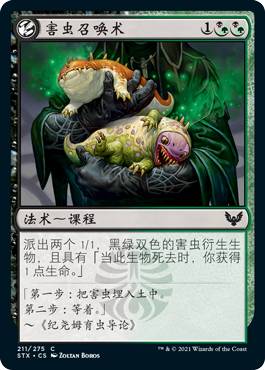 害虫召唤术 1
法术～课程
派出两个1/1，黑绿双色的害虫衍生生
物，且具有「当此生物死去时，你获得
1点生命。」
「第一步：把害虫埋入土中。
第二步：等着。」
～《纪尧姆育虫导论》
211/275 C
STX • CS ZOLTAN BOROS
™ & © 2021 Wizards of the Coast